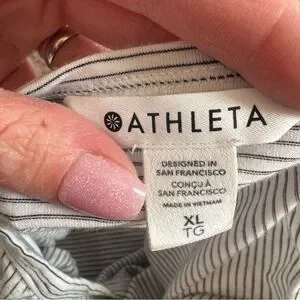 ATHLETA
DESIGNED IN
SAN FRANCISCO
CONÇU À
SAN FRANCISCO
MADE IN VIETNAM
XL
TG